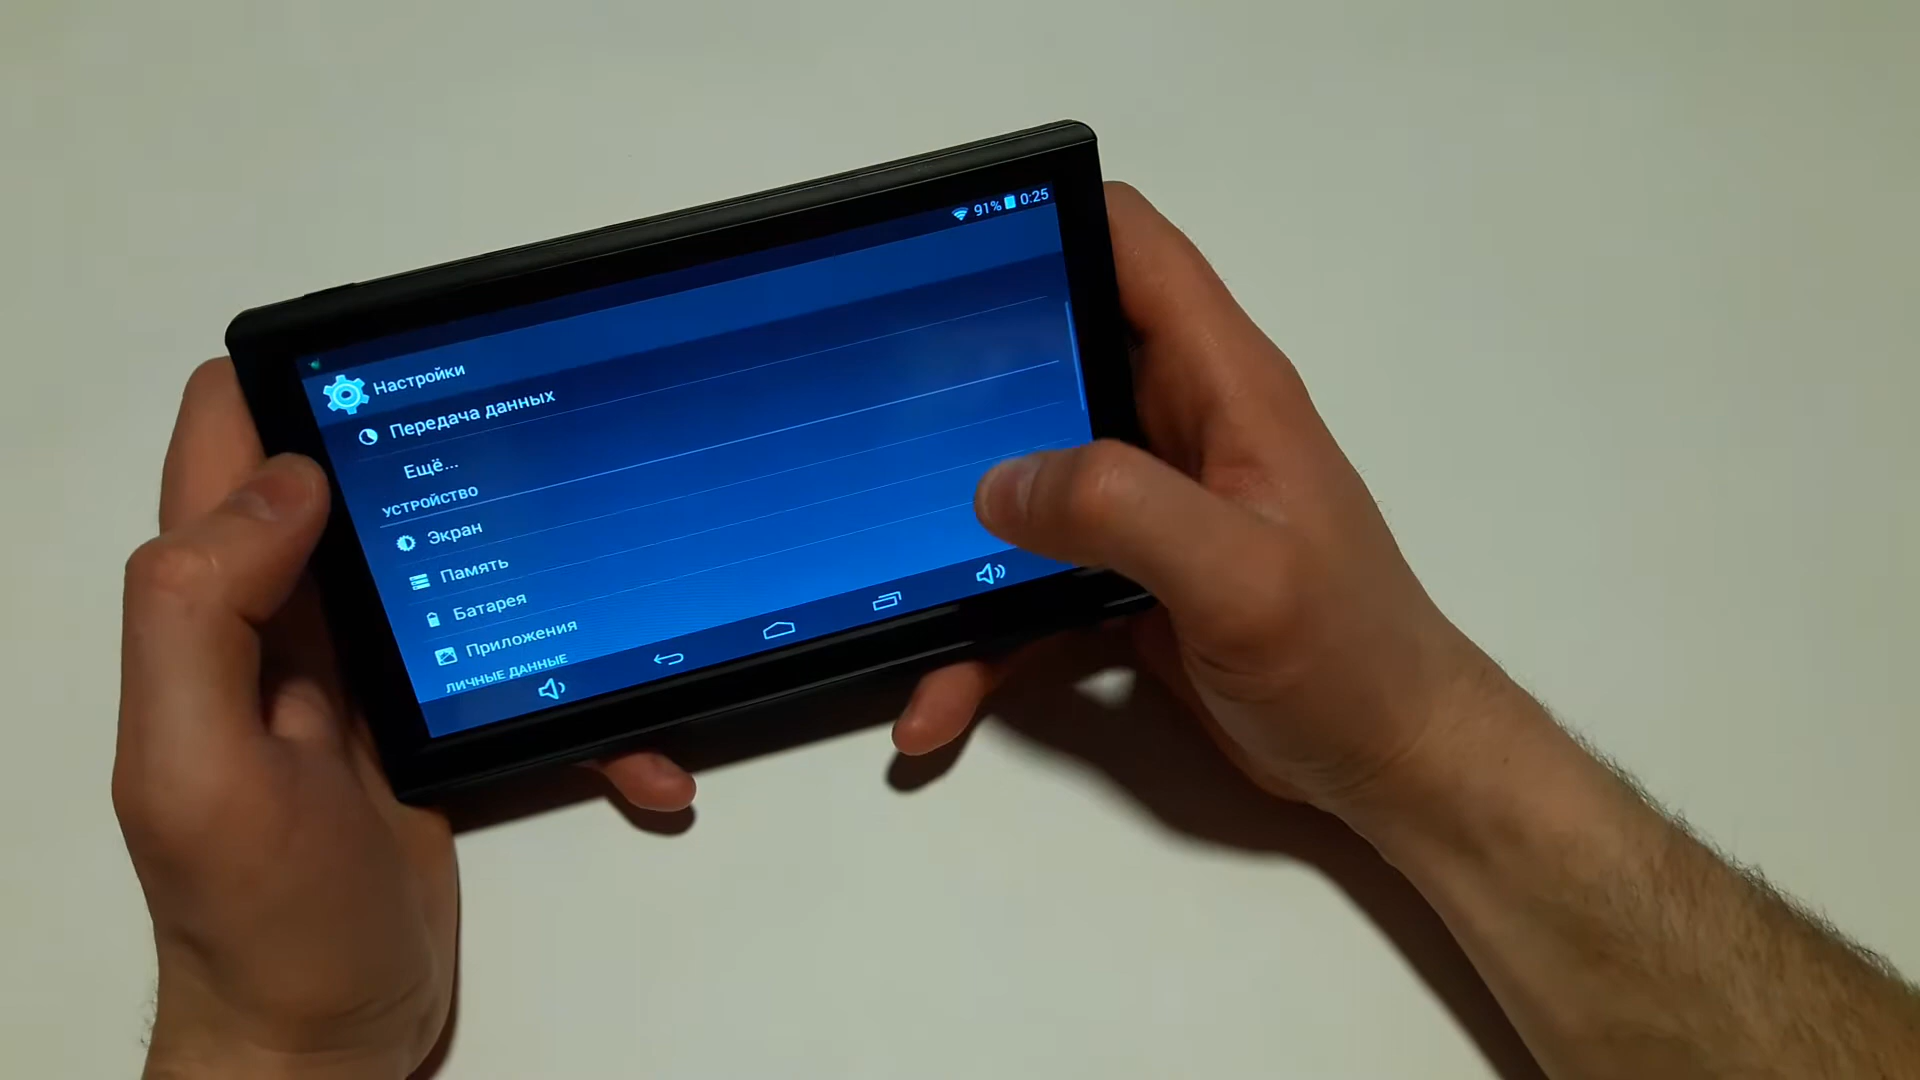 91% 0:25
Настройки
Передача данных
Ещё...
УСТРОЙСТВО
Экран
Память
Батарея
Приложения
ЛИЧНЫЕ ДАННЫЕ